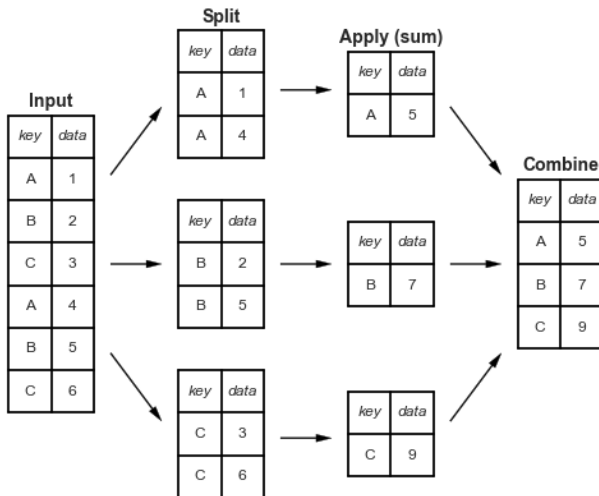 Input
key data
A 1
B 2
C 3
A 4
B 5
C 6
Split
key data
A 1
A 4
key data
B 2
B 5
key data
C 3
C 6
Apply (sum)
key data
A 5
key data
B 7
key data
C 9
Combine
key data
A 5
B 7
C 9